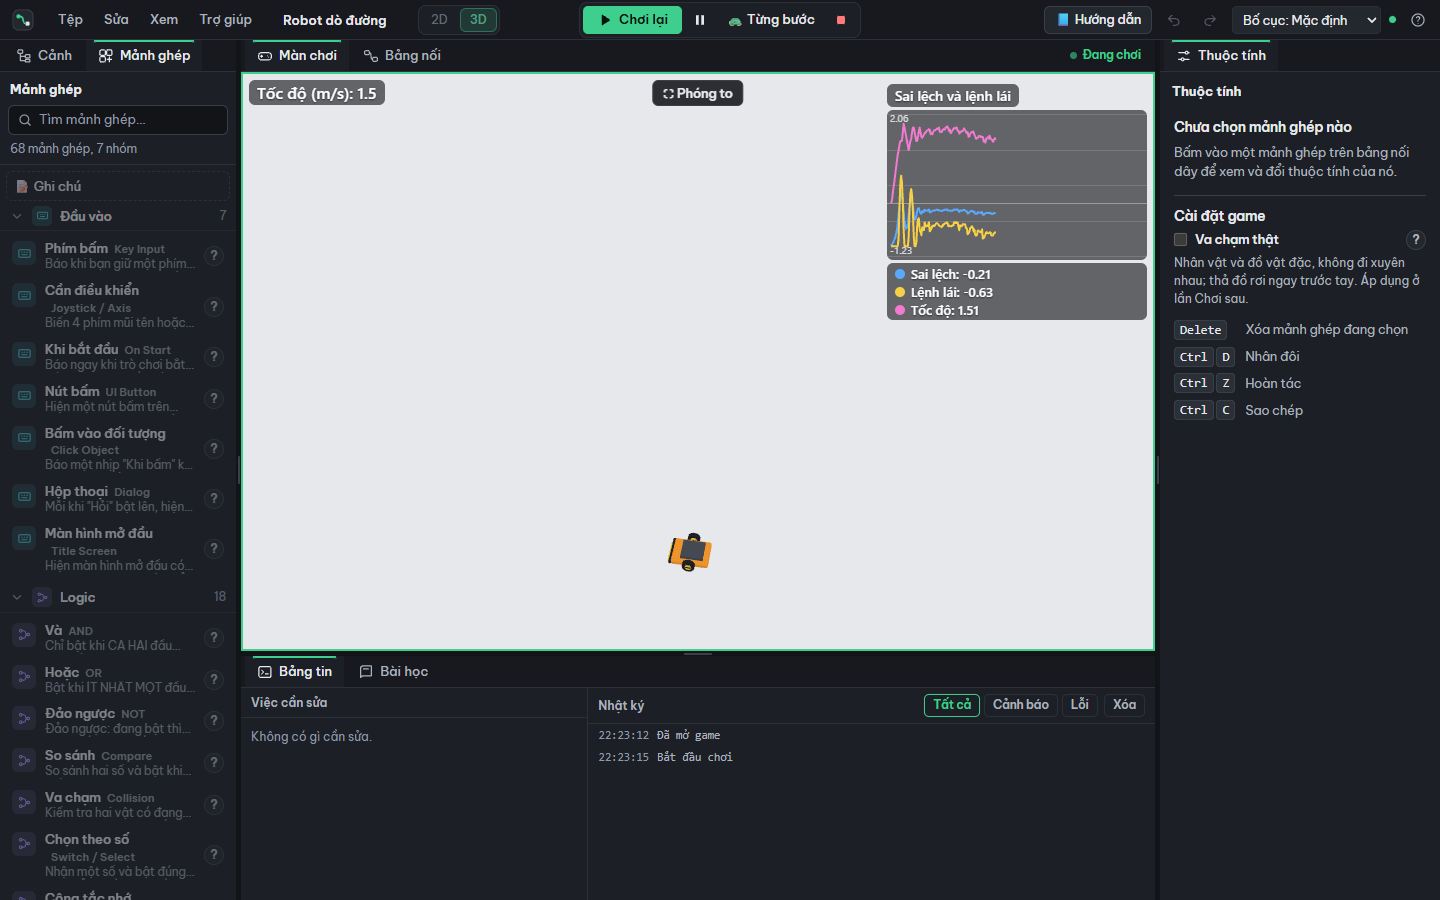 Tệp Sửa Xem Trợ giúp Robot dò đường 2D 3D Chơi lại Từng bước Hướng dẫn Bố cục: Mặc định
Cảnh Mảnh ghép
Mảnh ghép
Tìm mảnh ghép...
68 mảnh ghép, 7 nhóm
Ghi chú
Đầu vào 7
Phím bấm Key Input
Báo khi bạn giữ một phím...
Cần điều khiển
Joystick / Axis
Biến 4 phím mũi tên hoặc...
Khi bắt đầu On Start
Báo ngay khi trò chơi bắt...
Nút bấm UI Button
Hiện một nút bấm trên...
Bấm vào đối tượng
Click Object
Báo một nhịp "Khi bấm" k...
Hộp thoại Dialog
Mỗi khi "Hỏi" bật lên, hiện...
Màn hình mở đầu
Title Screen
Hiện màn hình mở đầu có...
Logic 18
Và AND
Chỉ bật khi CẢ HAI đầu...
Hoặc OR
Bật khi ÍT NHẤT MỘT đầu...
Đảo ngược NOT
Đảo ngược: đang bật thì...
So sánh Compare
So sánh hai số và bật khi...
Va chạm Collision
Kiểm tra hai vật có đang...
Chọn theo số
Switch / Select
Nhận một số và bật đúng...
Công tắc nhớ
Màn chơi Bảng nối Đang chơi
Tốc độ (m/s): 1.5
Phóng to
Sai lệch và lệnh lái
2.06
-1.23
Sai lệch: -0.21
Lệnh lái: -0.63
Tốc độ: 1.51
Bảng tin Bài học
Việc cần sửa
Không có gì cần sửa.
Nhật ký Tất cả Cảnh báo Lỗi Xóa
22:23:12 Đã mở game
22:23:15 Bắt đầu chơi
Thuộc tính
Thuộc tính
Chưa chọn mảnh ghép nào
Bấm vào một mảnh ghép trên bảng nối
dây để xem và đổi thuộc tính của nó.
Cài đặt game
Va chạm thật ?
Nhân vật và đồ vật đặc, không đi xuyên
nhau; thả đồ rơi ngay trước tay. Áp dụng ở
lần Chơi sau.
Delete Xóa mảnh ghép đang chọn
Ctrl D Nhân đôi
Ctrl Z Hoàn tác
Ctrl C Sao chép